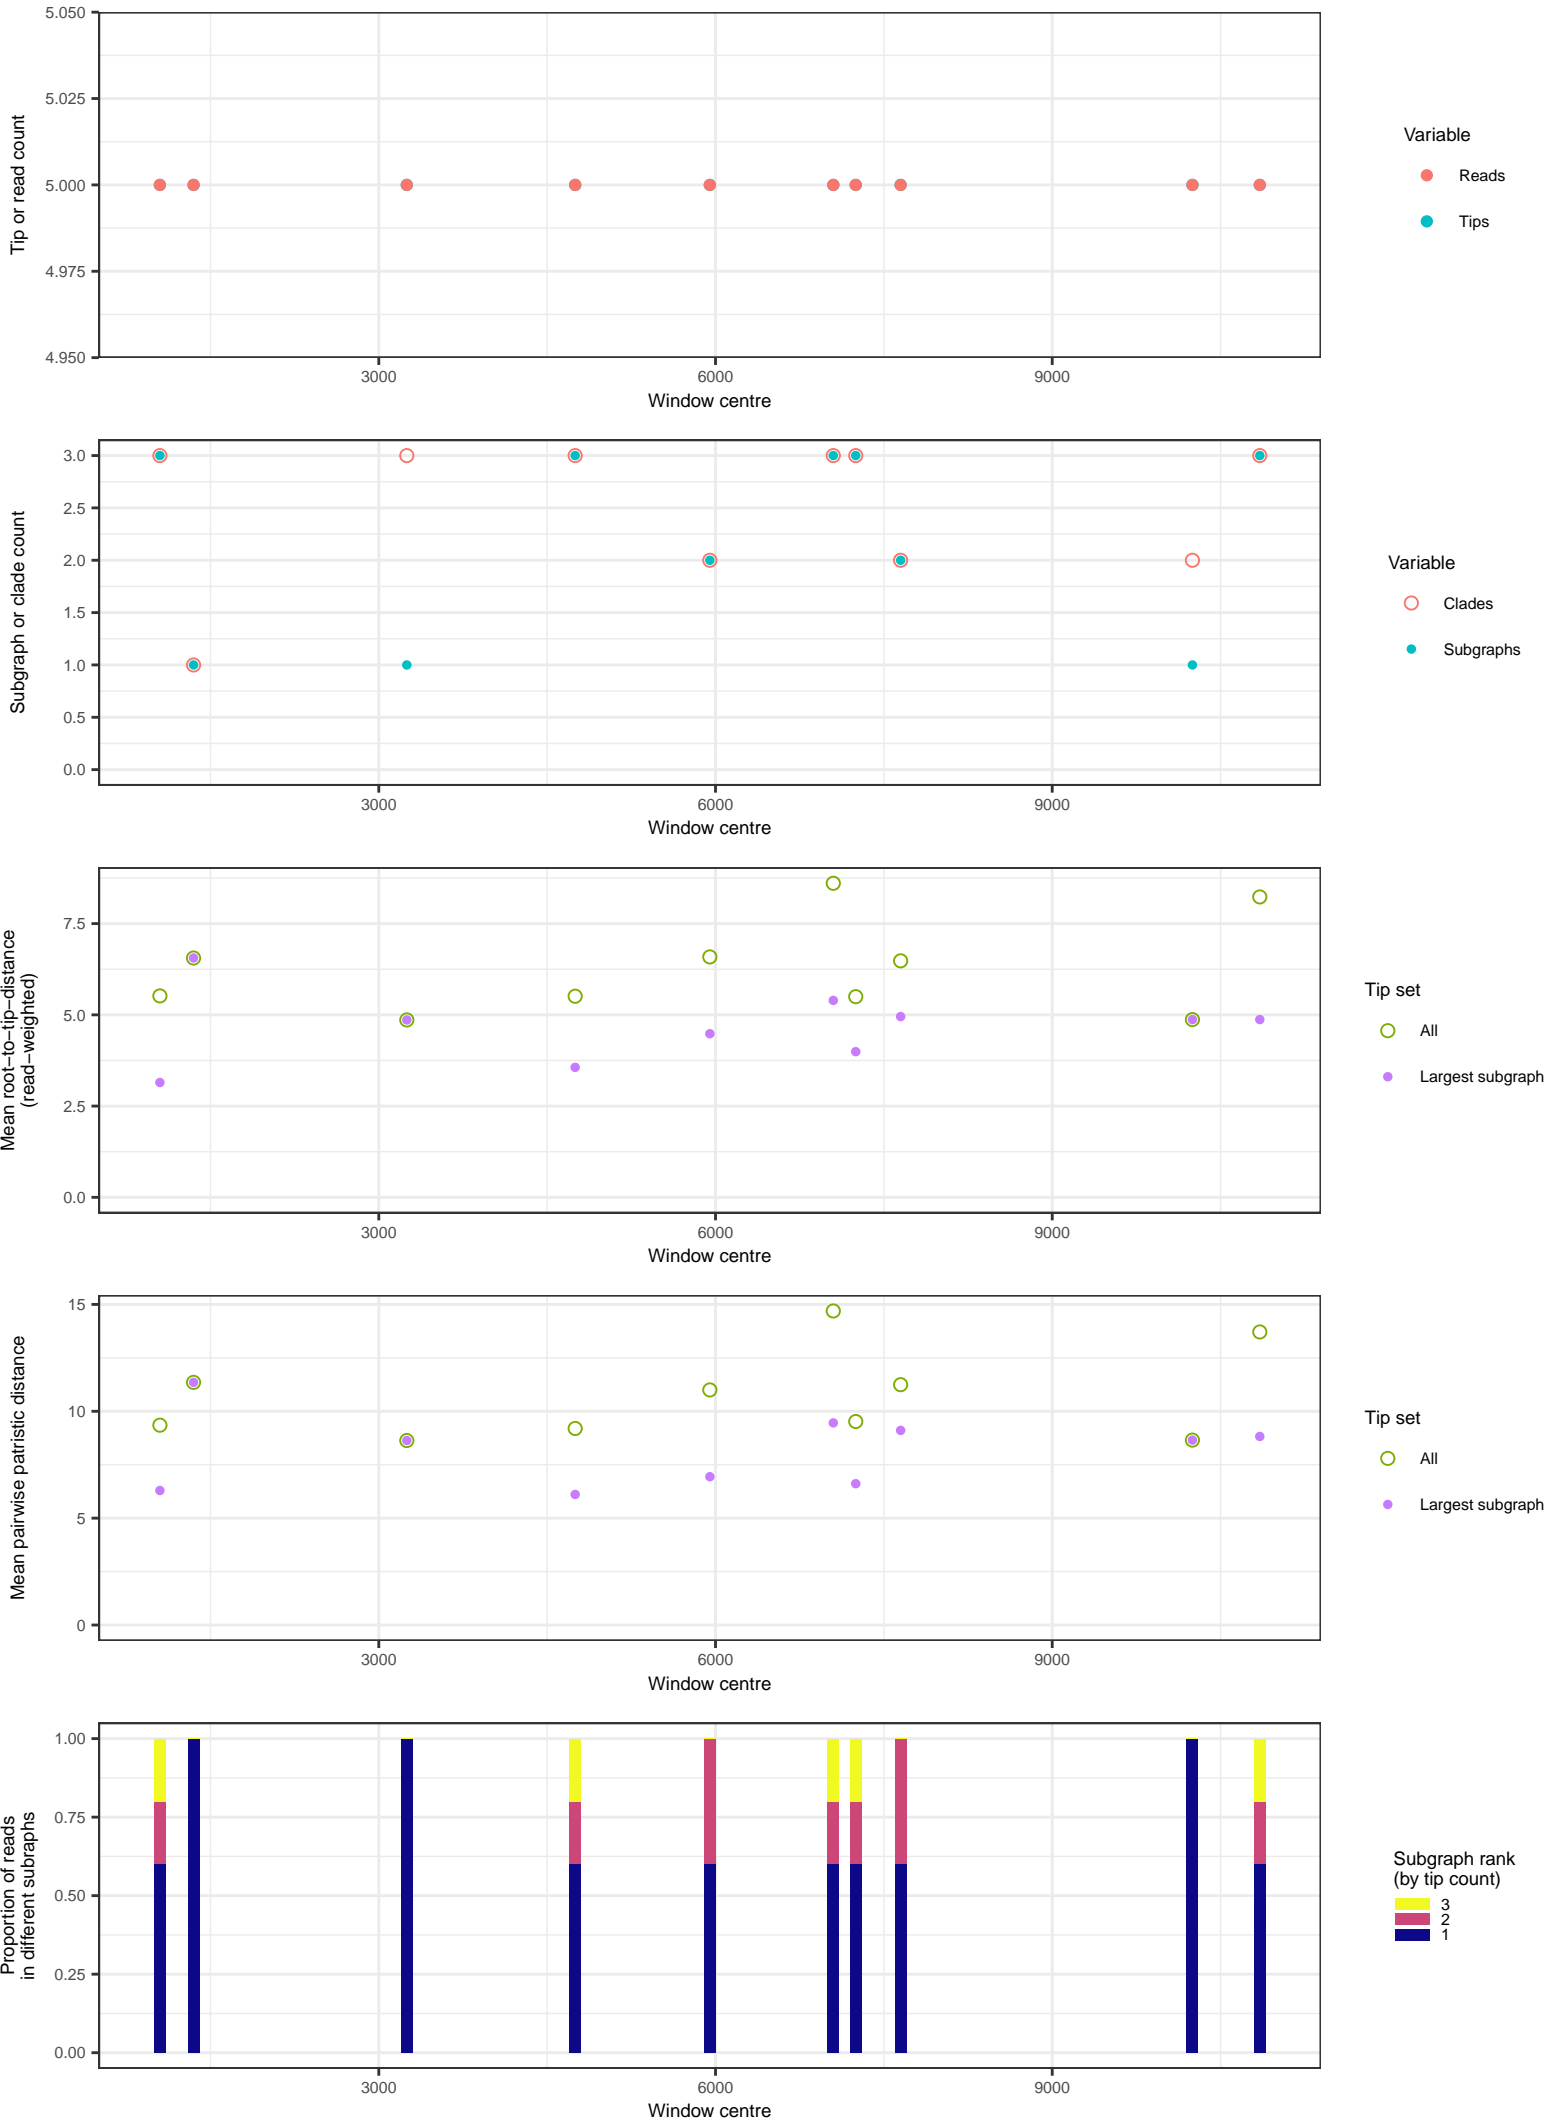 5.050
5.025
5.000
4.975
4.950
Tip or read count
3000 6000 9000
Window centre
Variable
Reads
Tips
3.0
2.5
2.0
1.5
1.0
0.5
0.0
Subgraph or clade count
3000 6000 9000
Window centre
Variable
Clades
Subgraphs
7.5
5.0
2.5
0.0
Mean root−to−tip−distance
(read−weighted)
3000 6000 9000
Window centre
Tip set
All
Largest subgraph
15
10
5
0
Mean pairwise patristic distance
3000 6000 9000
Window centre
Tip set
All
Largest subgraph
1.00
0.75
0.50
0.25
0.00
Proportion of reads
in different subraphs
3000 6000 9000
Window centre
Subgraph rank
(by tip count)
3
2
1